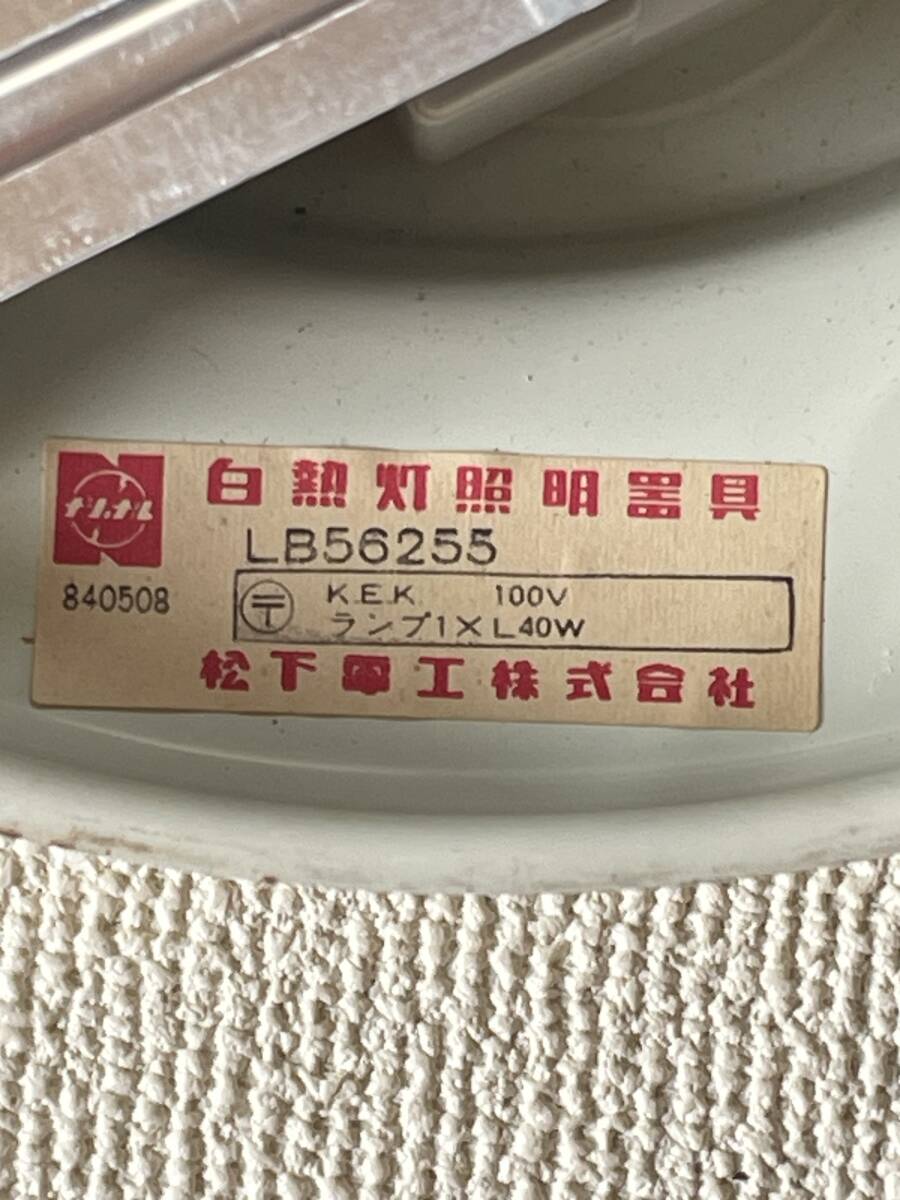 白熱灯照明器具
ナショナル
LB56255
840508
〒 K.E.K. 100V
ランプ1×L40W
松下電工株式会社